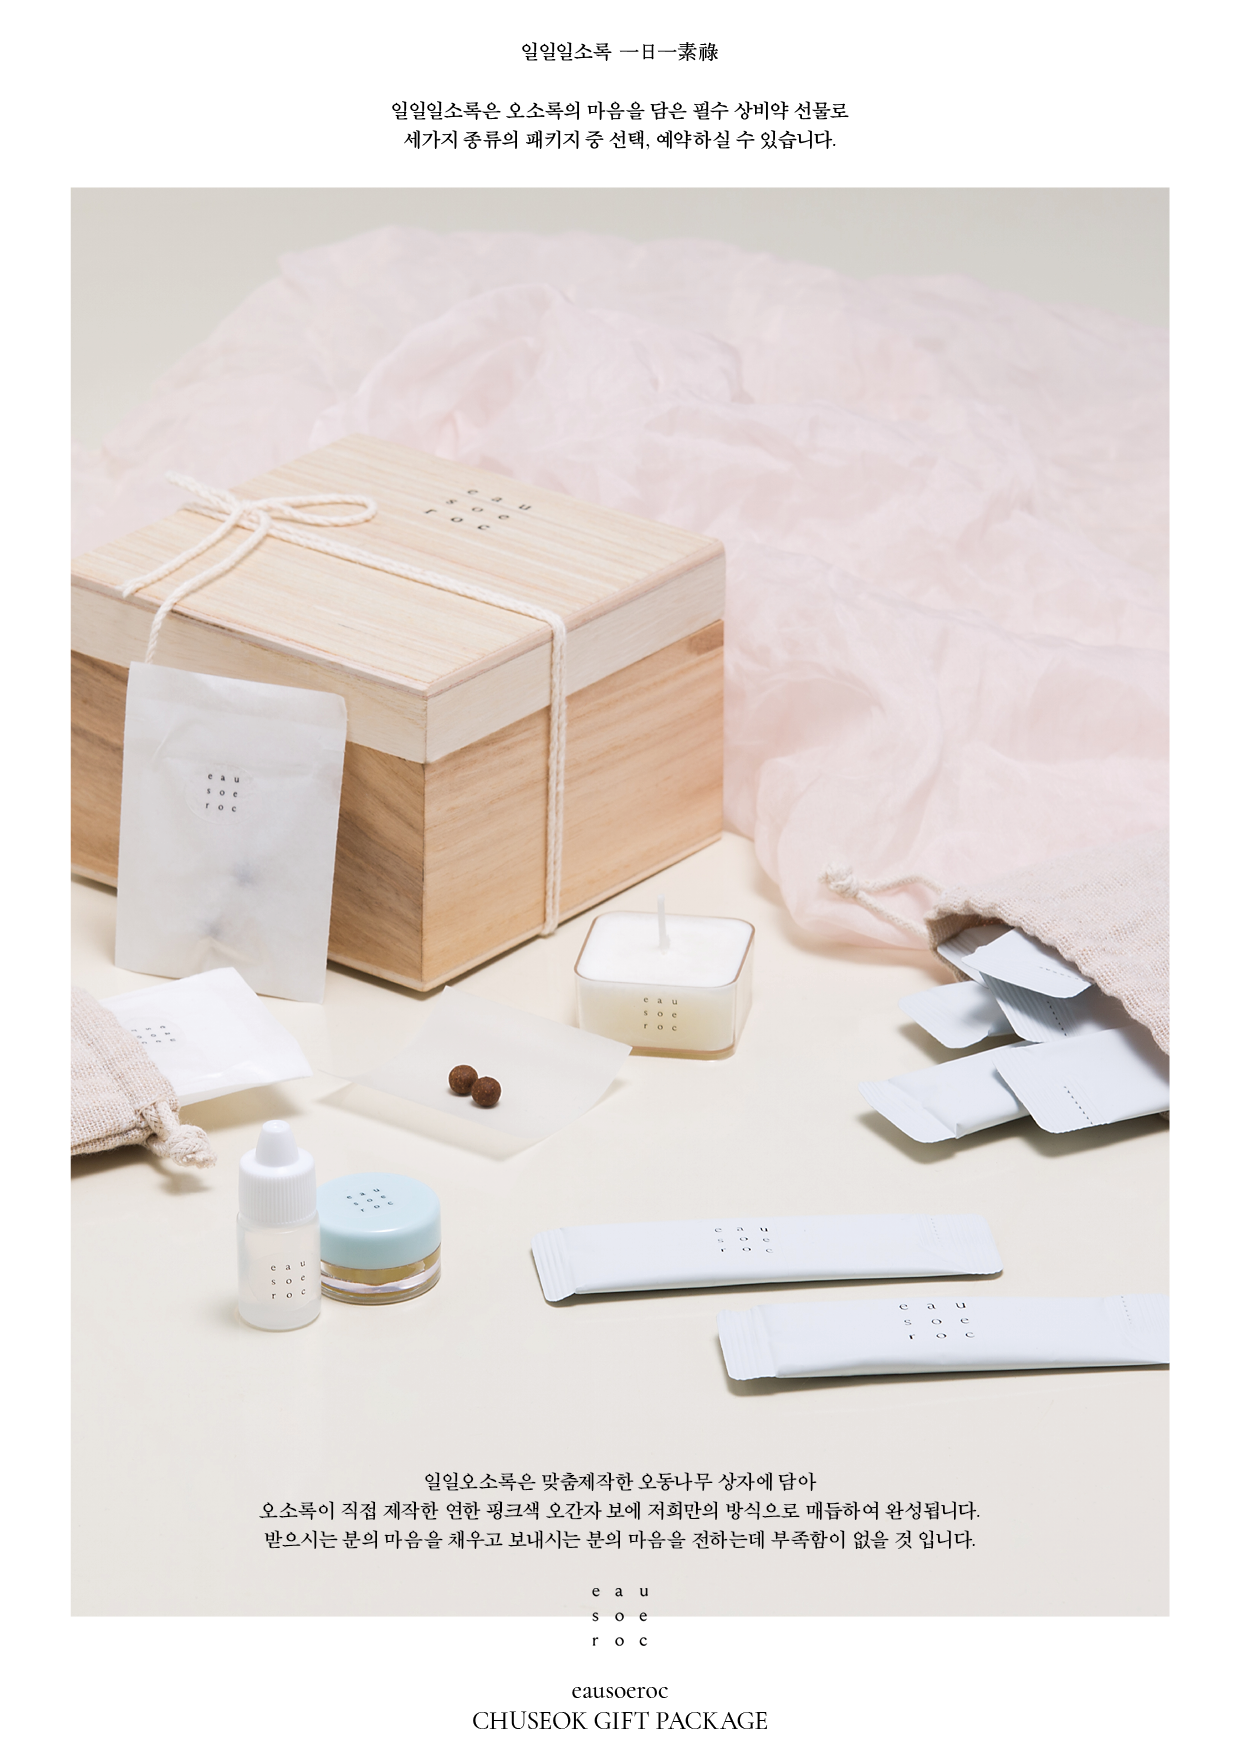 일일일소록 一日一素祿
일일일소록은 오소록의 마음을 담은 필수 상비약 선물로
세가지 종류의 패키지 중 선택, 예약하실 수 있습니다.
e a u
s o e
r o c
e a u
s o e
r o c
e a u
s o e
r o c
e a u
s o e
r o c
e a u
s o e
r o c
e a u
s o e
r o c
e a u
s o e
r o c
일일오소록은 맞춤제작한 오동나무 상자에 담아
오소록이 직접 제작한 연한 핑크색 오간자 보에 저희만의 방식으로 매듭하여 완성됩니다.
받으시는 분의 마음을 채우고 보내시는 분의 마음을 전하는데 부족함이 없을 것 입니다.
e a u
s o e
r o c
eausoeroc
CHUSEOK GIFT PACKAGE